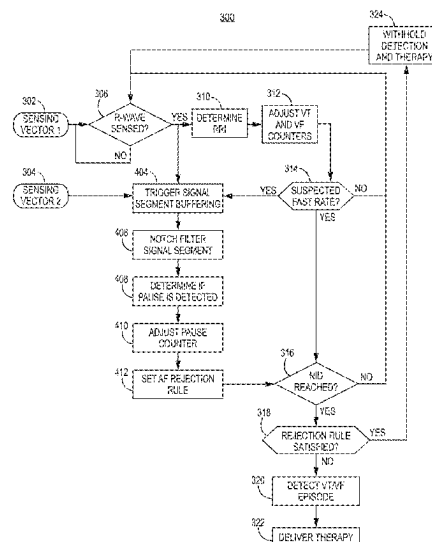 300
324
WITHHOLD
DETECTION
AND THERAPY
302
SENSING
VECTOR 1
306
R-WAVE
SENSED?
YES
NO
310
DETERMINE
RRI
312
ADJUST VT
AND VF
COUNTERS
304
SENSING
VECTOR 2
404
TRIGGER SIGNAL
SEGMENT BUFFERING
YES
314
SUSPECTED
FAST RATE?
NO
YES
406
NOTCH FILTER
SIGNAL SEGMENT
408
DETERMINE IF
PAUSE IS DETECTED
410
ADJUST PAUSE
COUNTER
412
SET AF REJECTION
RULE
316
NID
REACHED?
NO
YES
318
REJECTION RULE
SATISFIED?
YES
NO
320
DETECT VT/VF
EPISODE
322
DELIVER THERAPY